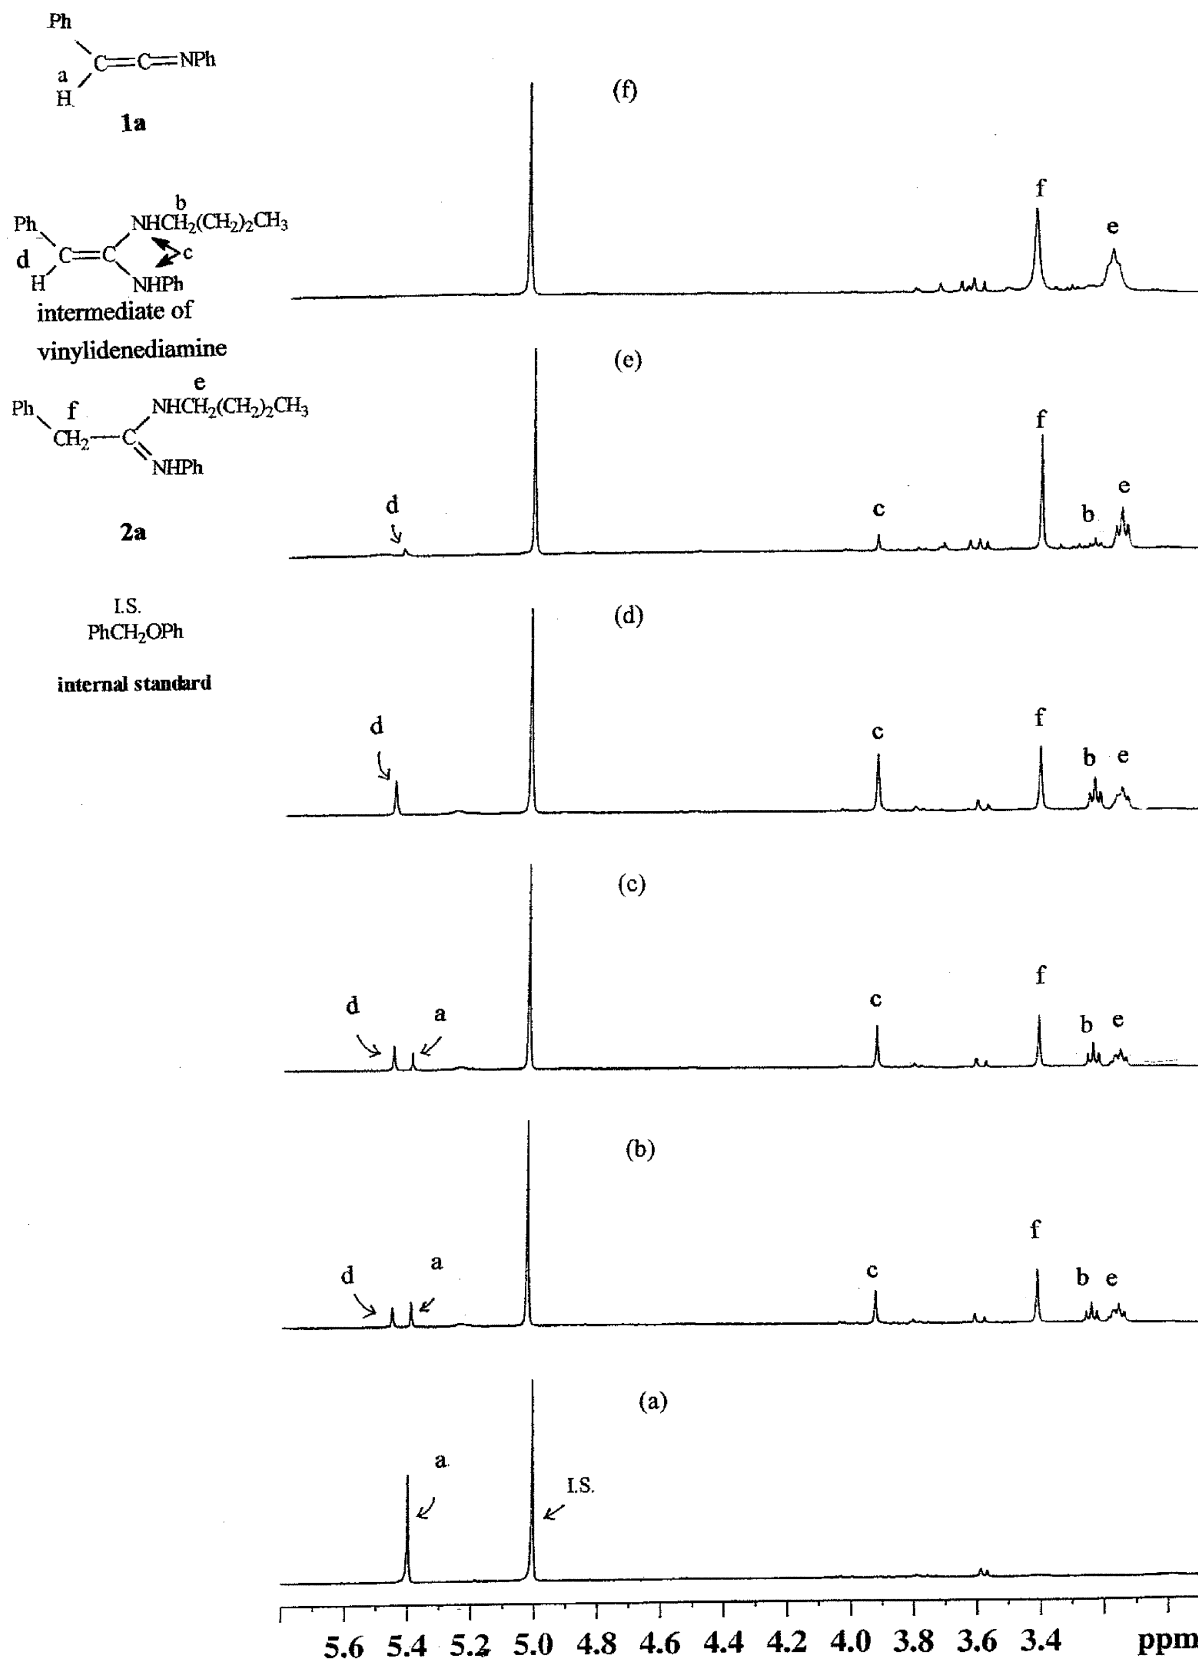 Ph
C=C=NPh
a
H
1a
b
Ph
NHCH2(CH2)2CH3
d
C=C
c
H
NHPh
intermediate of
vinylidenediamine
e
Ph
f
NHCH2(CH2)2CH3
CH2
C
NHPh
2a
I.S.
PhCH2OPh
internal standard
(f)
f
e
(e)
d
c
f
b
e
(d)
d
c
f
b
e
(c)
d
a
c
f
b
e
(b)
d
a
c
f
b
e
(a)
a
I.S.
5.6 5.4 5.2 5.0 4.8 4.6 4.4 4.2 4.0 3.8 3.6 3.4 ppm